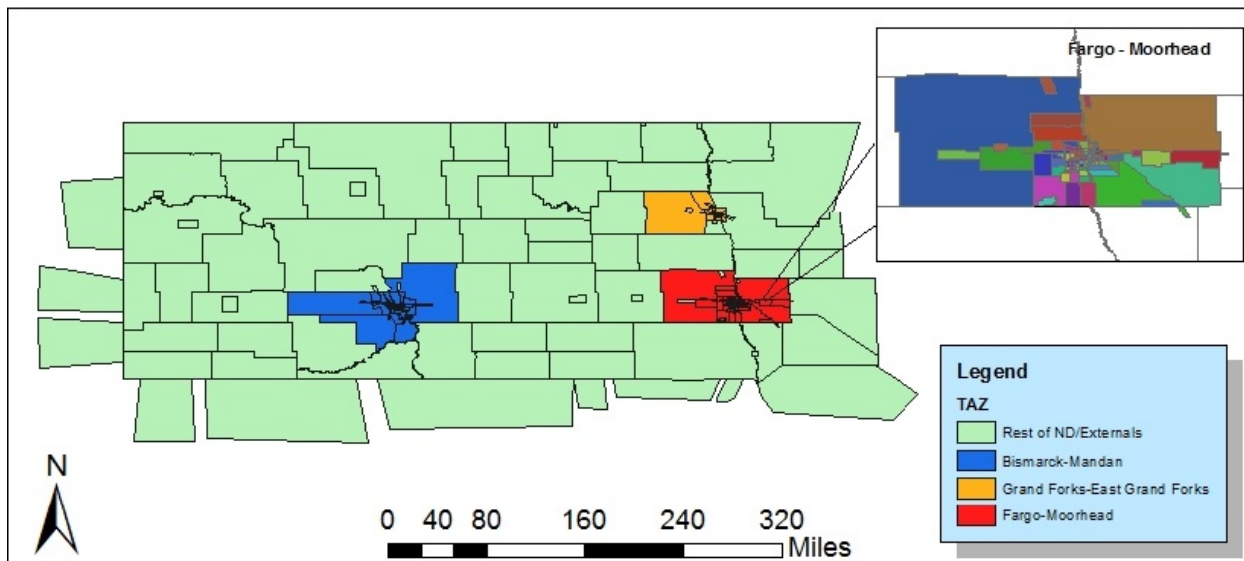 Fargo - Moorhead
Legend
TAZ
Rest of ND/Externals
Bismarck-Mandan
Grand Forks-East Grand Forks
Fargo-Moorhead
N
0 40 80 160 240 320
Miles